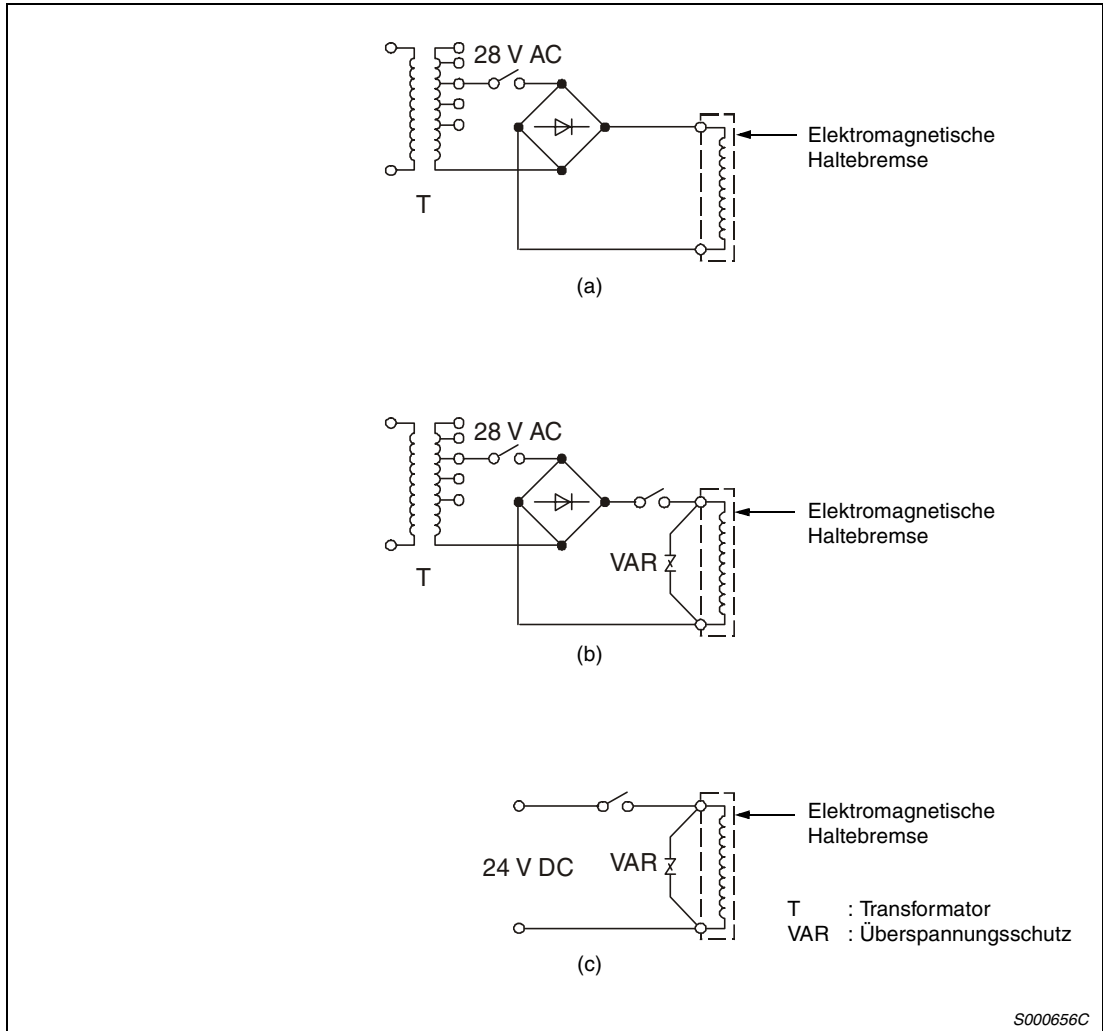 28 V AC
Elektromagnetische
Haltebremse
T
(a)
28 V AC
Elektromagnetische
Haltebremse
VAR
T
(b)
Elektromagnetische
Haltebremse
24 V DC
VAR
T : Transformator
VAR : Überspannungsschutz
(c)
S000656C